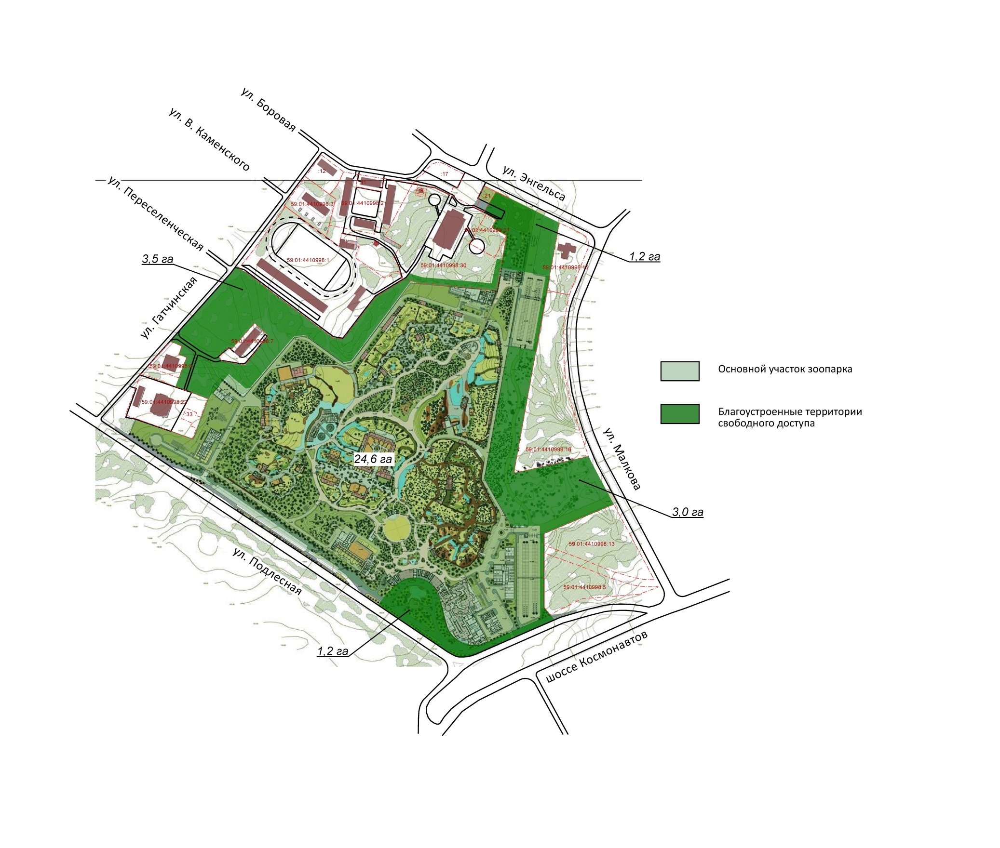 ул. Боровая
ул. В. Каменского
ул. Энгельса
ул. Переселенческая
:12
:17
:21
59:01:4410998:3
59:01:4410998:2
59:01:4410998:1
59:01:4410998:30
3,5 га
1,2 га
ул. Гатчинская
59:01:4410998:7
59:01:4410998:22
:33
24,6 га
59:01:4410998:16
ул. Малкова
3,0 га
59:01:4410998:13
59:01:4410998:5
ул. Подлесная
1,2 га
шоссе Космонавтов
Основной участок зоопарка
Благоустроенные территории
свободного доступа